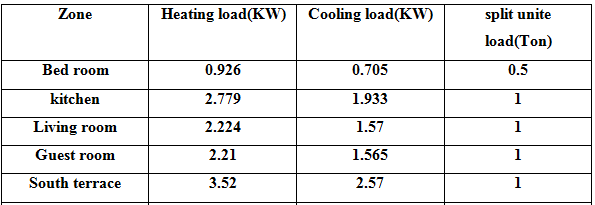 Zone Heating load(KW) Cooling load(KW) split unite
load(Ton)
Bed room 0.926 0.705 0.5
kitchen 2.779 1.933 1
Living room 2.224 1.57 1
Guest room 2.21 1.565 1
South terrace 3.52 2.57 1